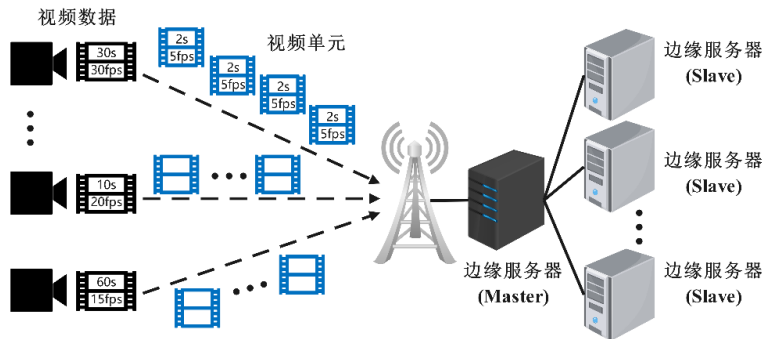 视频数据
视频单元
30s
30fps
2s
5fps
2s
5fps
2s
5fps
2s
5fps
10s
20fps
60s
15fps
边缘服务器
(Master)
边缘服务器
(Slave)
边缘服务器
(Slave)
边缘服务器
(Slave)